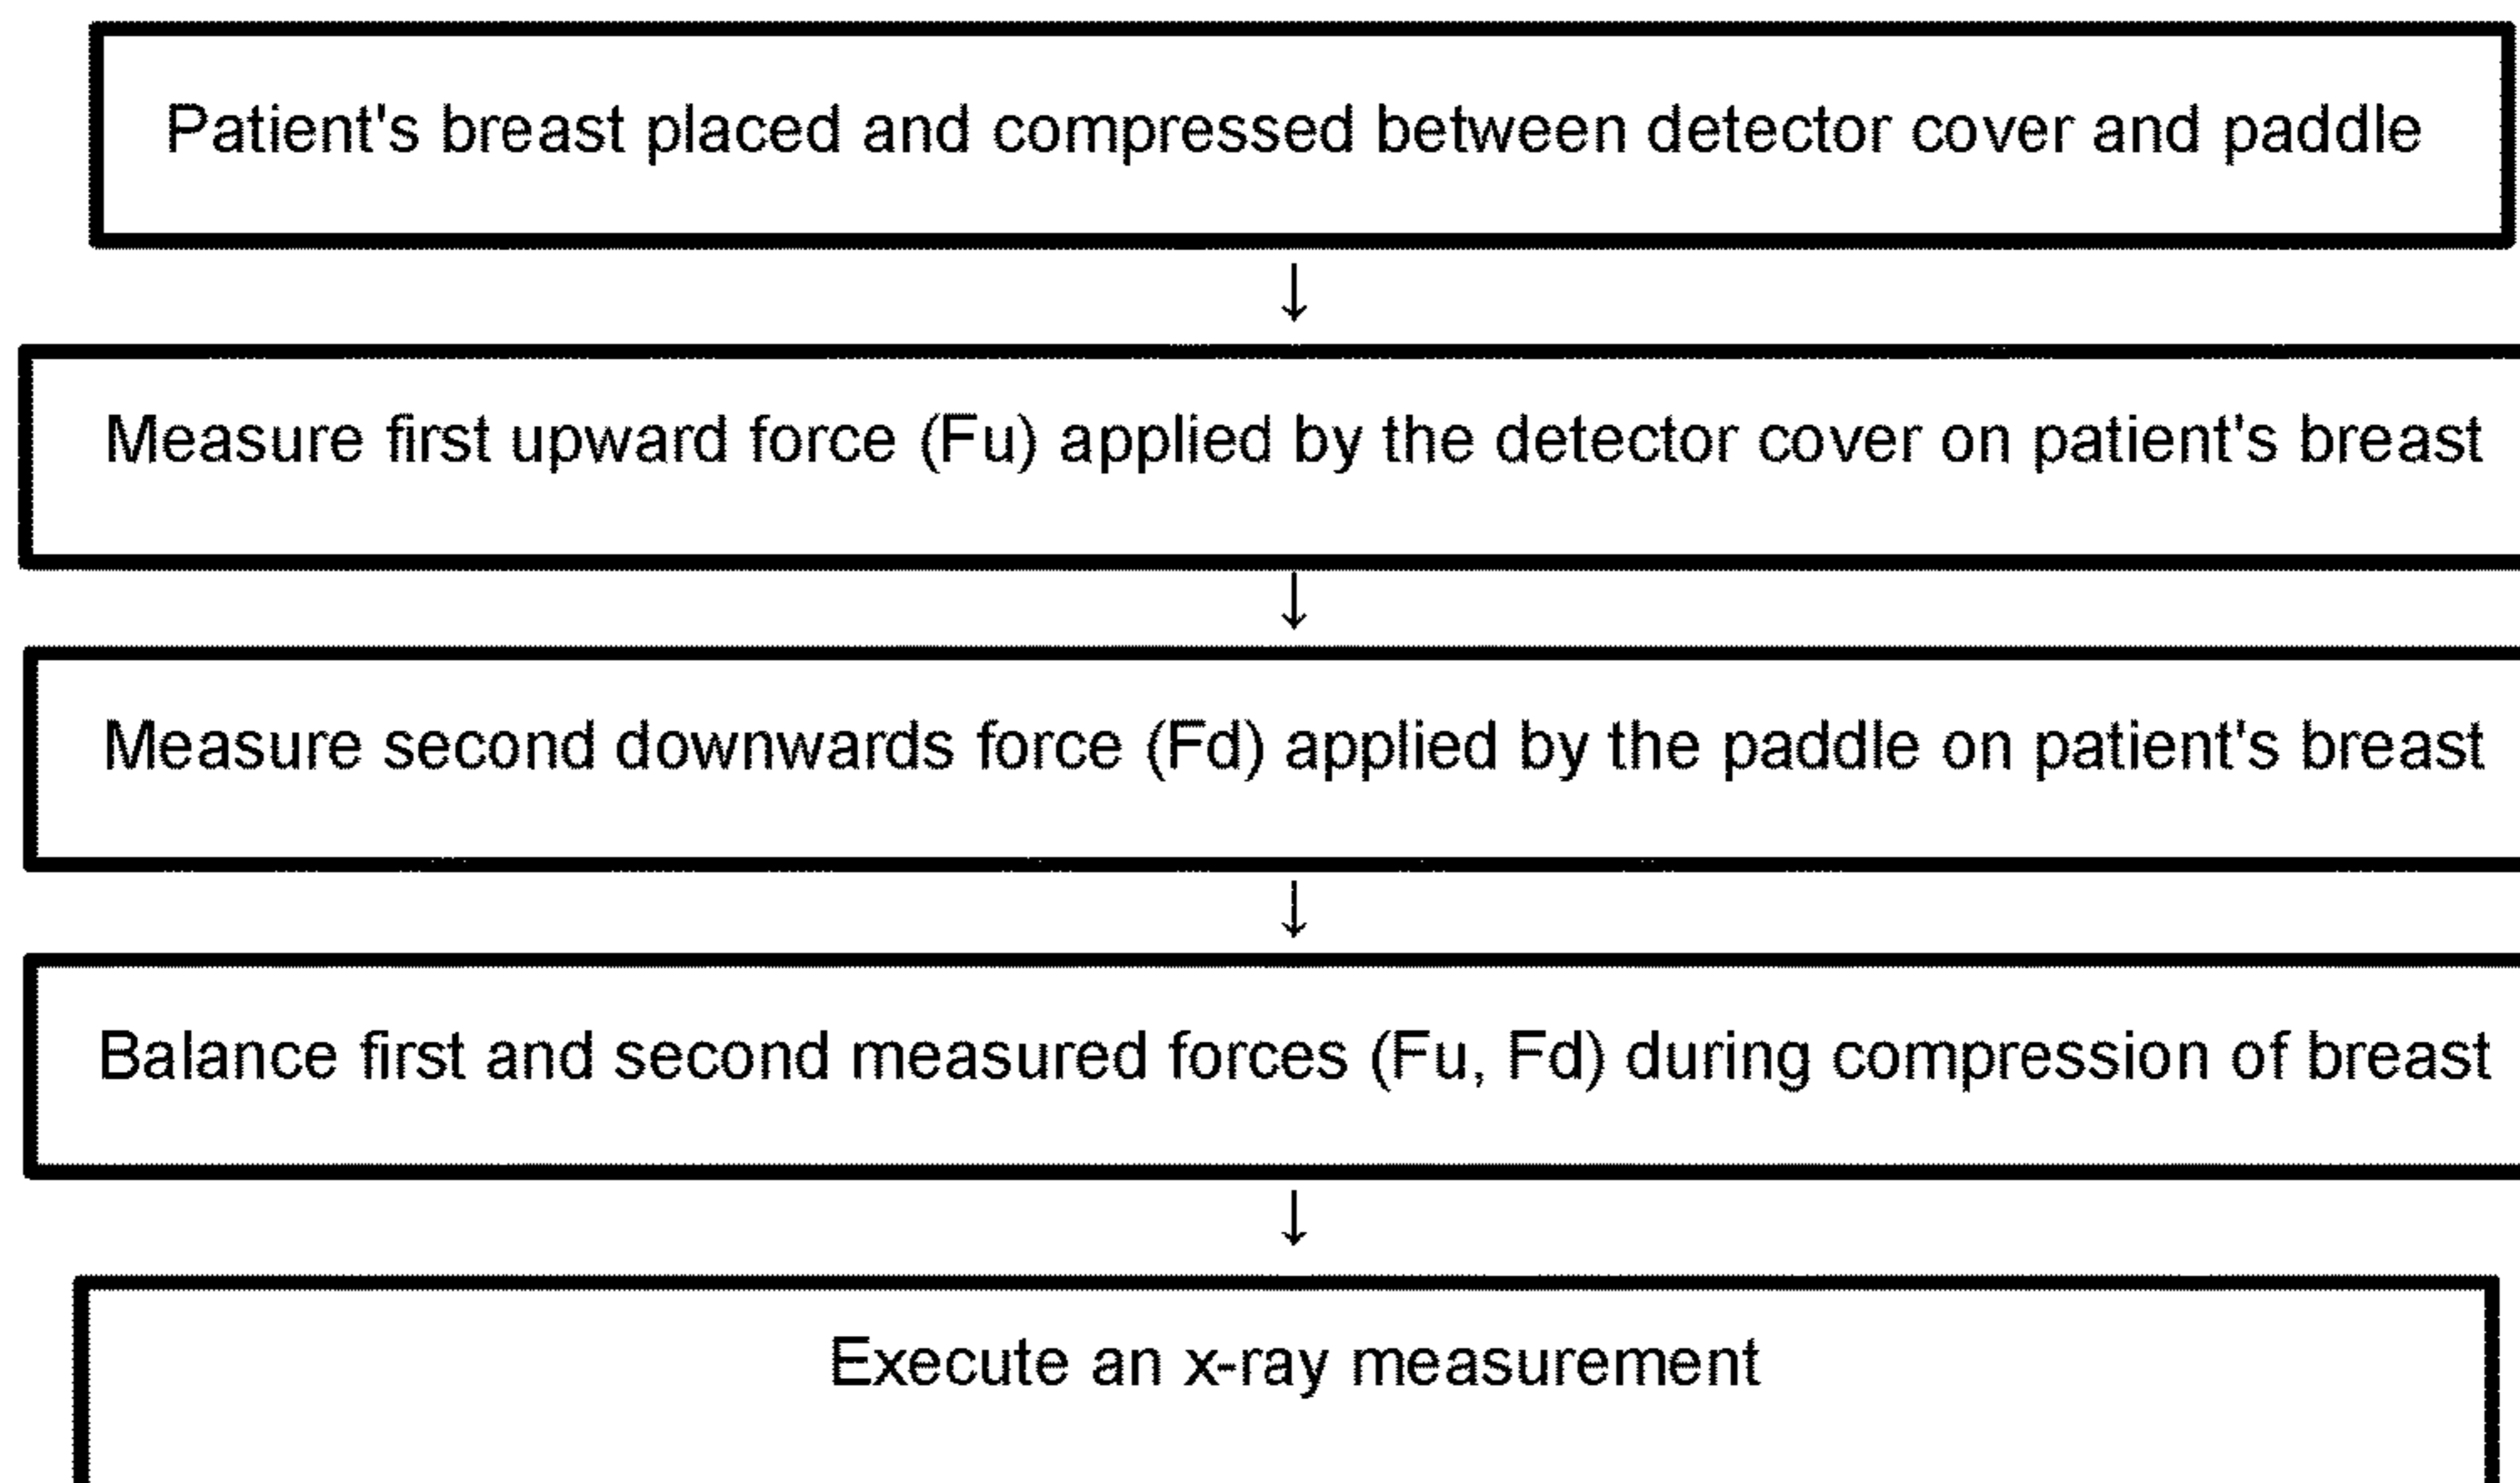 Patient's breast placed and compressed between detector cover and paddle
Measure first upward force (Fu) applied by the detector cover on patient's breast
Measure second downwards force (Fd) applied by the paddle on patient's breast
Balance first and second measured forces (Fu, Fd) during compression of breast
Execute an x-ray measurement